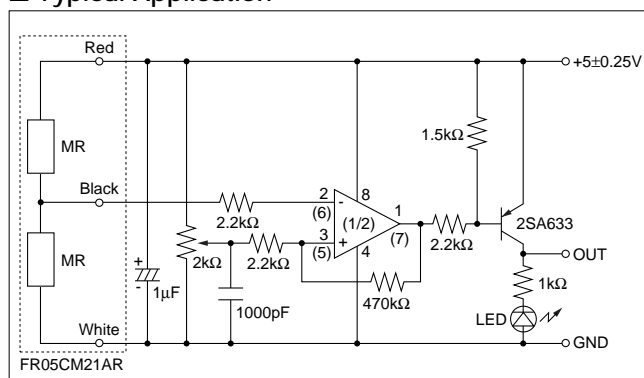 ■ Typical Application
Red
+5±0.25V
MR
1.5kΩ
Black
2
8
1
2SA633
2.2kΩ
(6)
-
(1/2)
3
+
(5)
4
(7)
2.2kΩ
OUT
MR
2kΩ
2.2kΩ
+
-
1µF
1000pF
470kΩ
1kΩ
LED
White
GND
FR05CM21AR